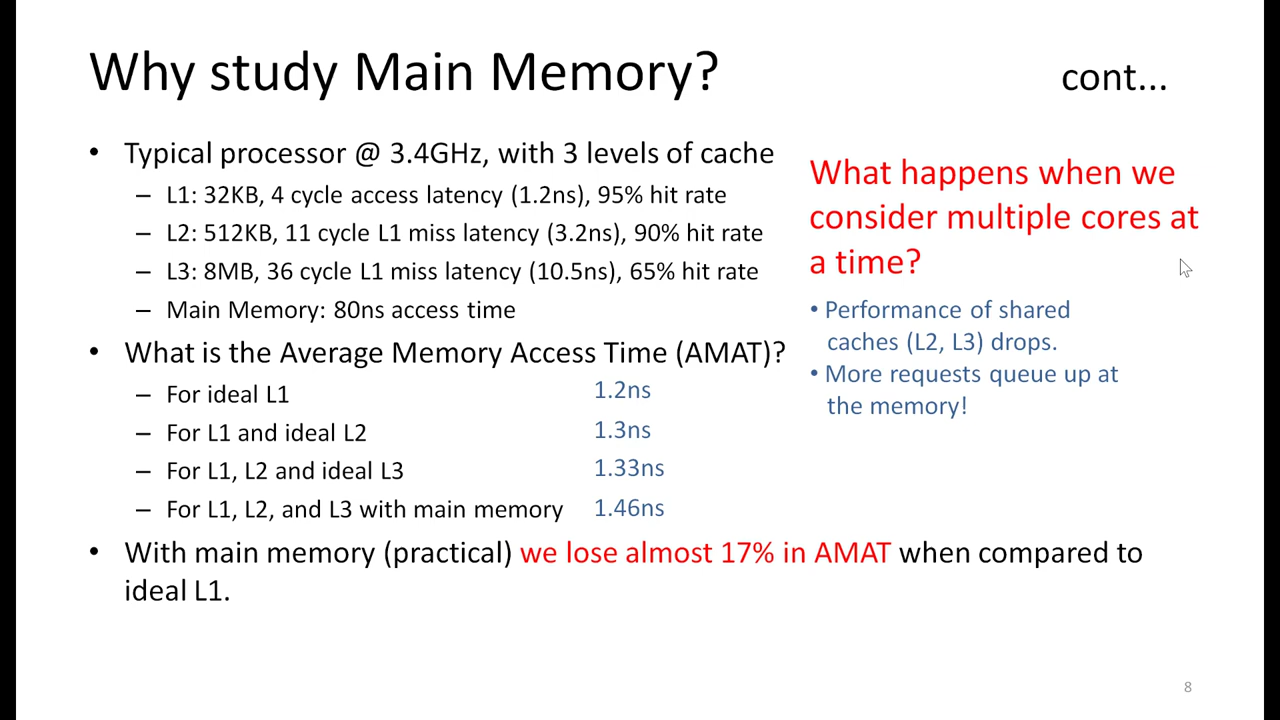 Why study Main Memory? cont...
• Typical processor @ 3.4GHz, with 3 levels of cache
– L1: 32KB, 4 cycle access latency (1.2ns), 95% hit rate
– L2: 512KB, 11 cycle L1 miss latency (3.2ns), 90% hit rate
– L3: 8MB, 36 cycle L1 miss latency (10.5ns), 65% hit rate
– Main Memory: 80ns access time
• What is the Average Memory Access Time (AMAT)?
– For ideal L1 1.2ns
– For L1 and ideal L2 1.3ns
– For L1, L2 and ideal L3 1.33ns
– For L1, L2, and L3 with main memory 1.46ns
• With main memory (practical) we lose almost 17% in AMAT when compared to
ideal L1.
What happens when we
consider multiple cores at
a time?
• Performance of shared
caches (L2, L3) drops.
• More requests queue up at
the memory!
8